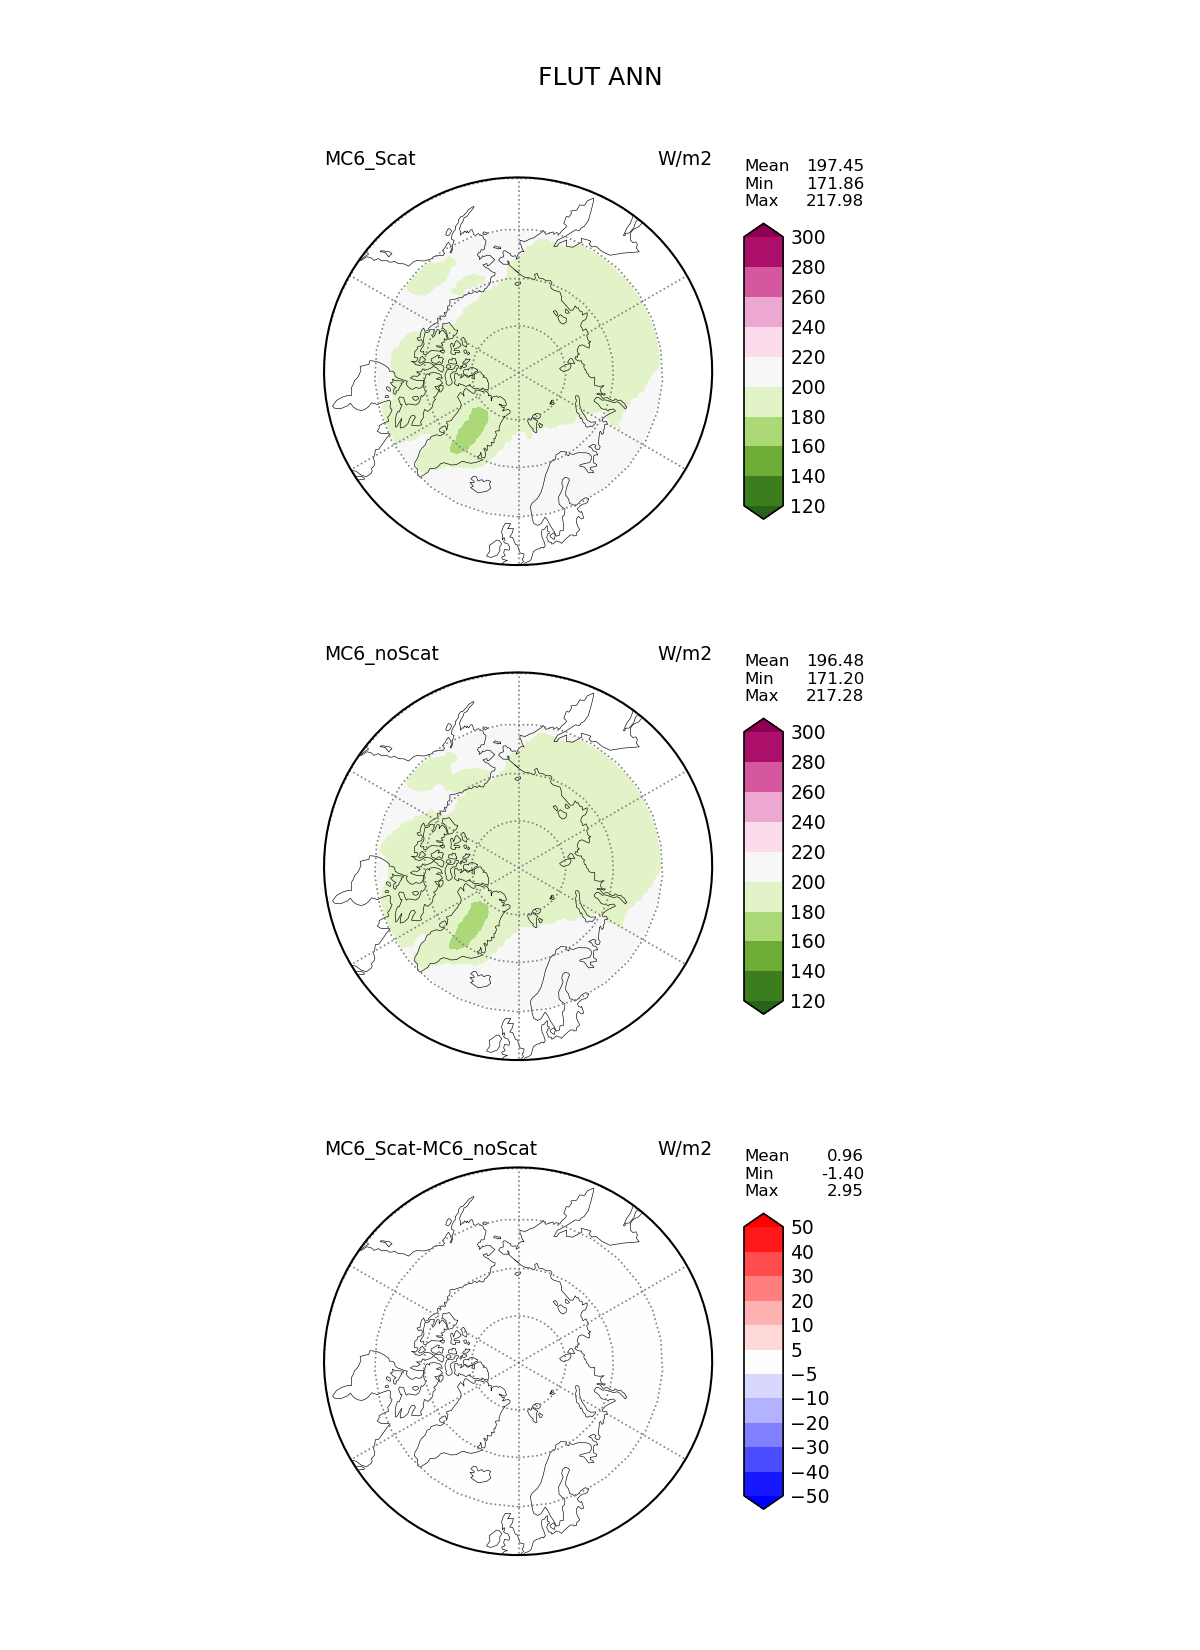 FLUT ANN
MC6_Scat W/m2
Mean 197.45
Min 171.86
Max 217.98
300
280
260
240
220
200
180
160
140
120
MC6_noScat W/m2
Mean 196.48
Min 171.20
Max 217.28
300
280
260
240
220
200
180
160
140
120
MC6_Scat-MC6_noScat W/m2
Mean 0.96
Min -1.40
Max 2.95
50
40
30
20
10
5
−5
−10
−20
−30
−40
−50